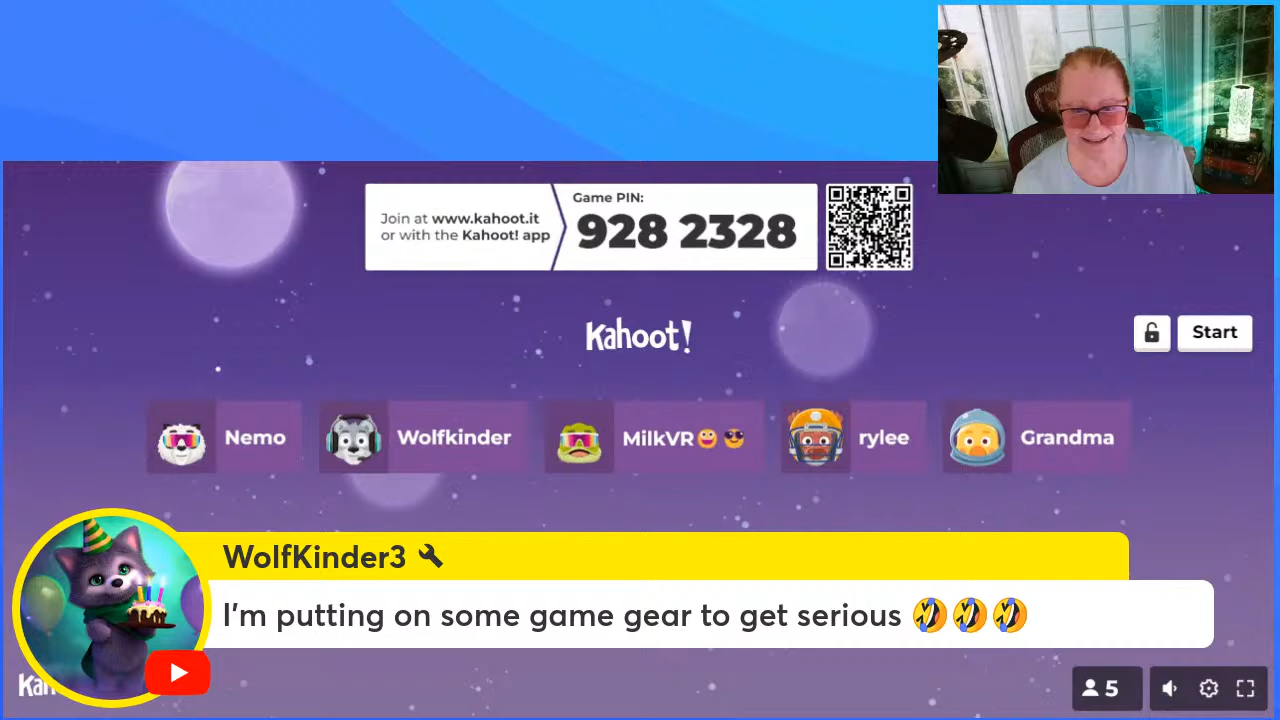 Join at www.kahoot.it
or with the Kahoot! app
Game PIN:
928 2328
Kahoot!
Start
Nemo
Wolfkinder
MilkVR😀 😎
rylee
Grandma
WolfKinder3 🔧
I'm putting on some game gear to get serious 🤣🤣🤣
Kah
5